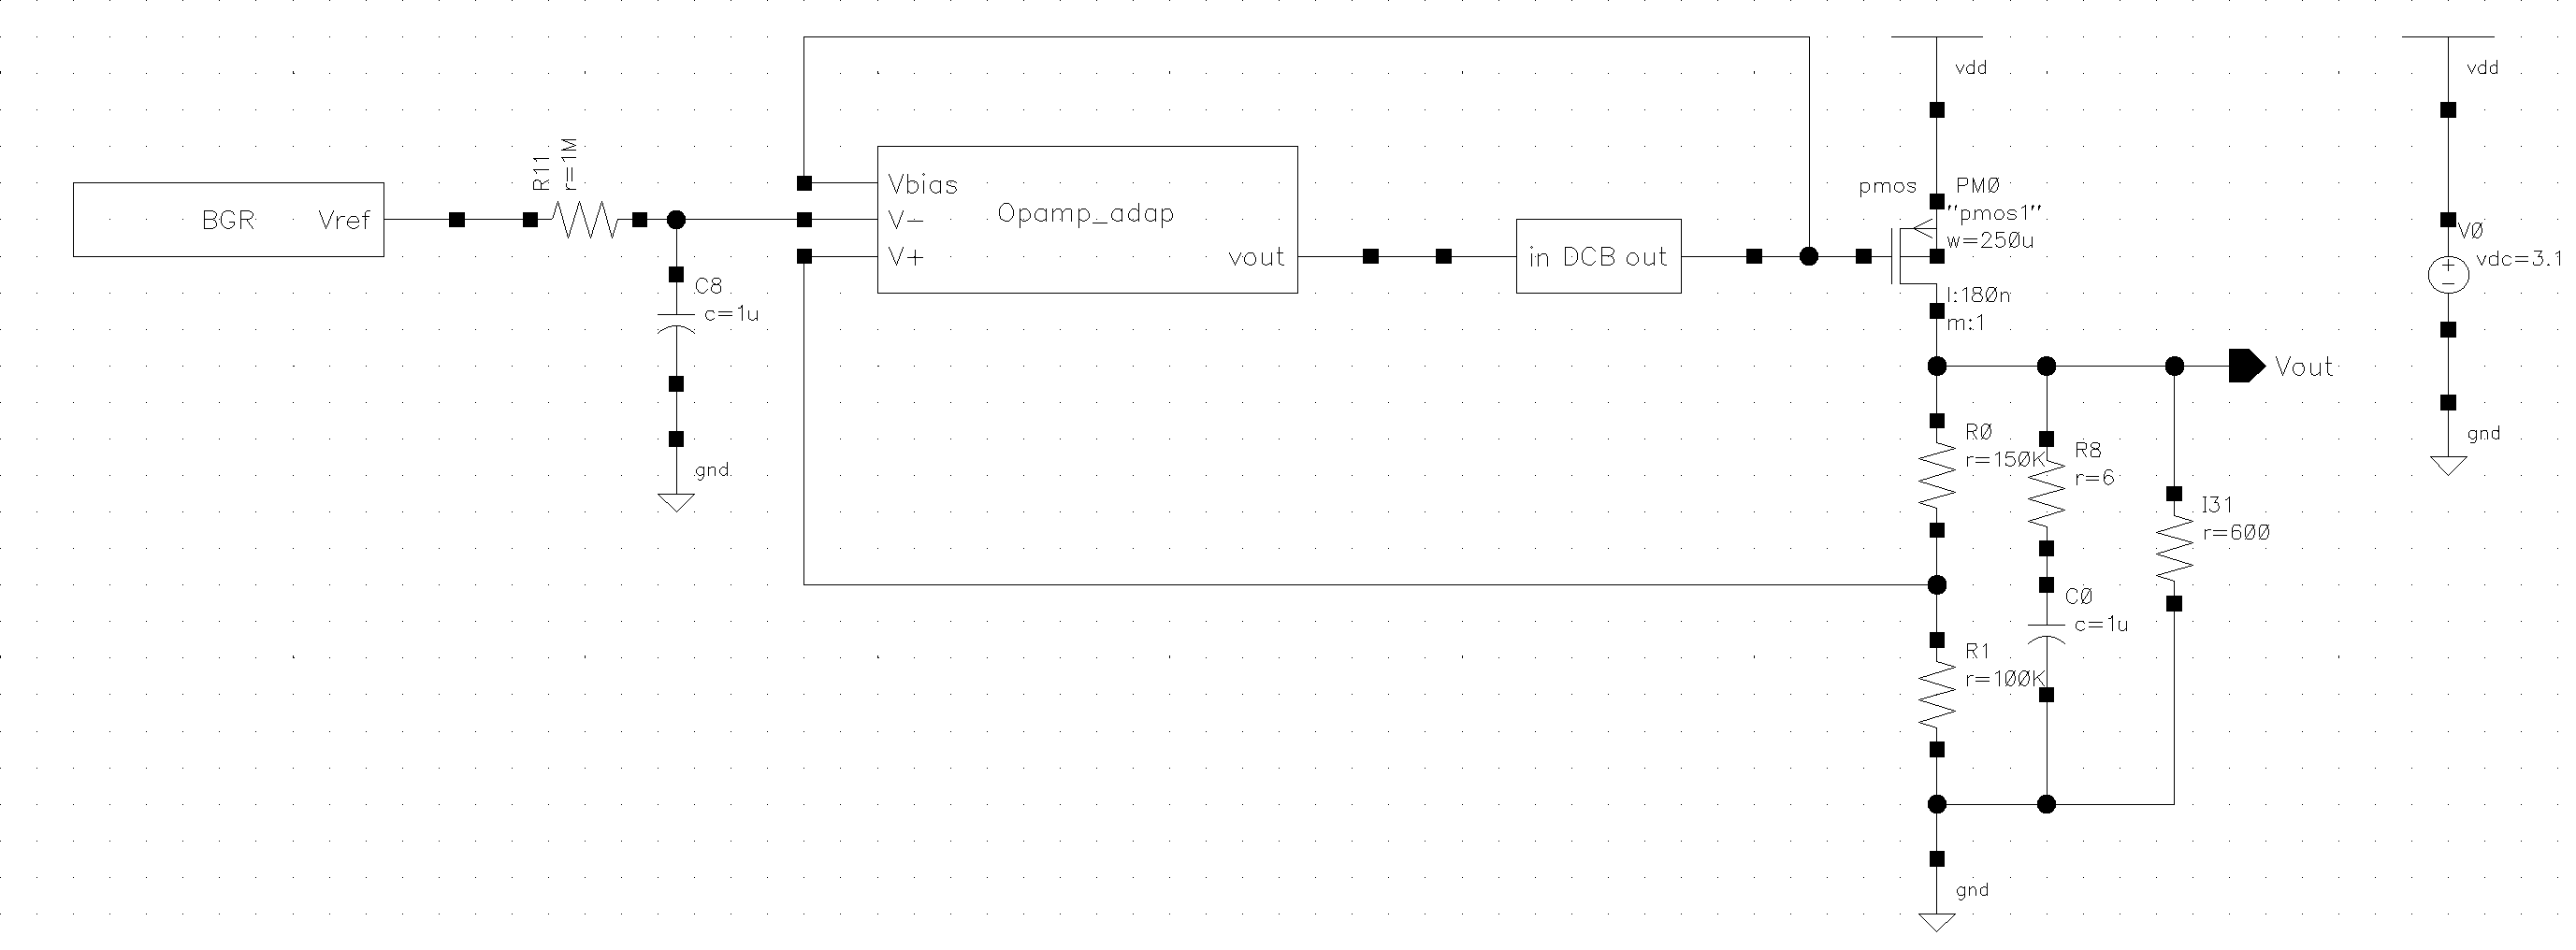 vdd
vdd
R11
r=1M
BGR Vref
Vbias
V-
V+
Opamp_adap
vout
in DCB out
pmos
PM0
"pmos1"
w=250u
l:180n
m:1
V0
vdc=3.1
C8
c=1u
gnd
Vout
R0
r=150K
R8
r=6
I31
r=600
gnd
C0
c=1u
R1
r=100K
gnd